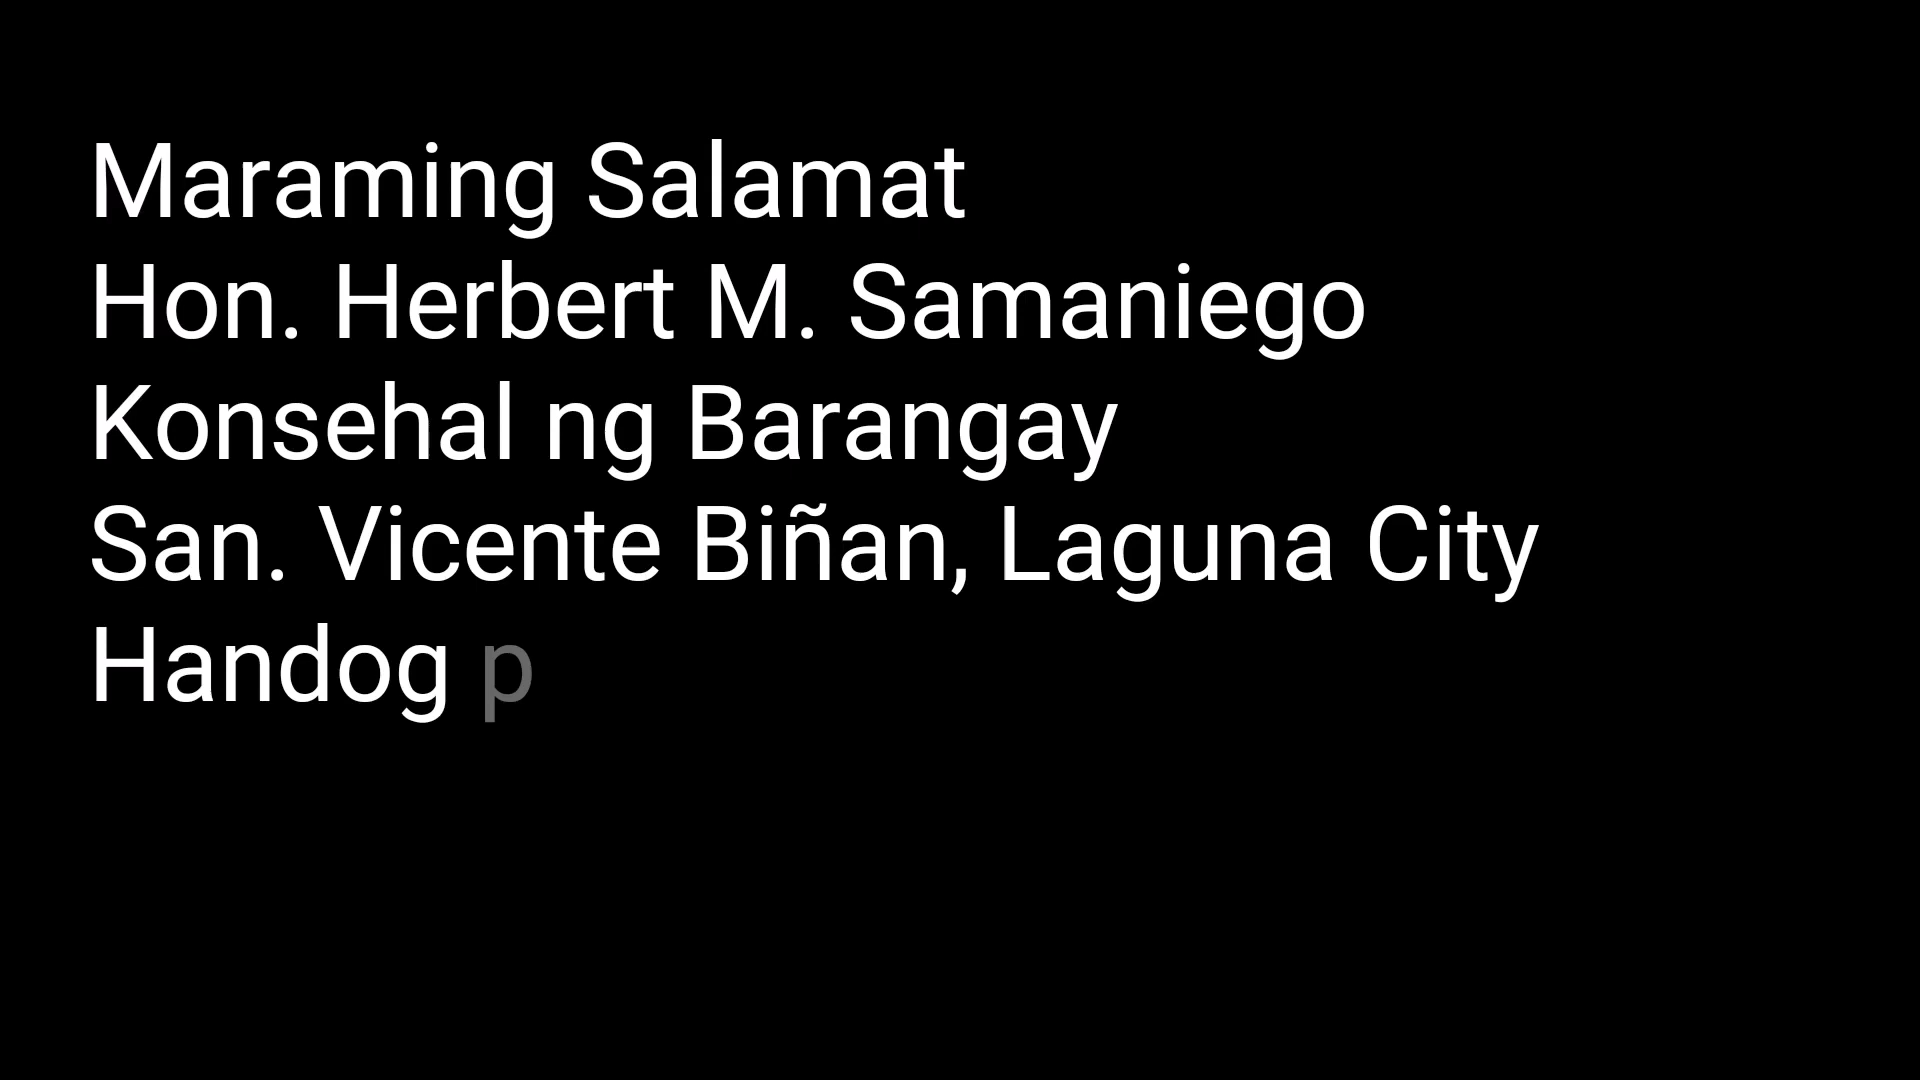 Maraming Salamat
Hon. Herbert M. Samaniego
Konsehal ng Barangay
San. Vicente Biñan, Laguna City
Handog p